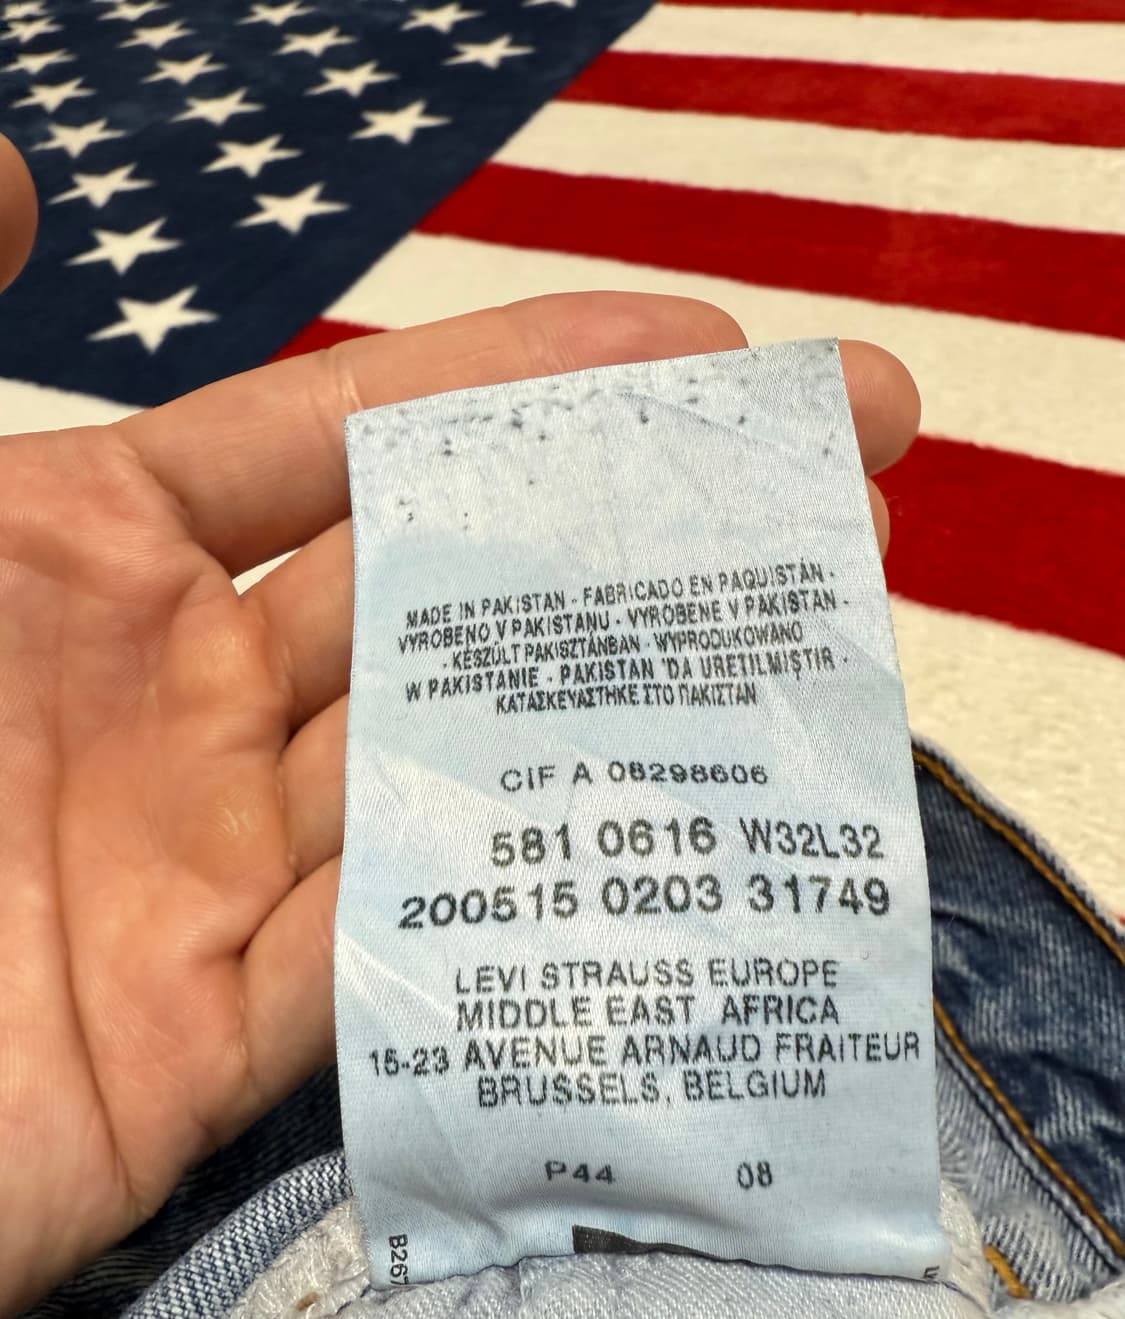 MADE IN PAKISTAN - FABRICADO EN PAQUISTÁN -
VYROBENO V PAKISTANU - VYROBENE V PAKISTAN -
- KÉSZÜLT PAKISZTÁNBAN - WYPRODUKOWANO
W PAKISTANIE - PAKISTAN 'DA ÜRETILMIŞTIR -
ΚΑΤΑΣΚΕΥΑΣΤΗΚΕ ΣΤΟ ΠΑΚΙΣΤΑΝ
CIF A 08298606
581 0616 W32L32
200515 0203 31749
LEVI STRAUSS EUROPE
MIDDLE EAST AFRICA
15-23 AVENUE ARNAUD FRAITEUR
BRUSSELS, BELGIUM
P44 08